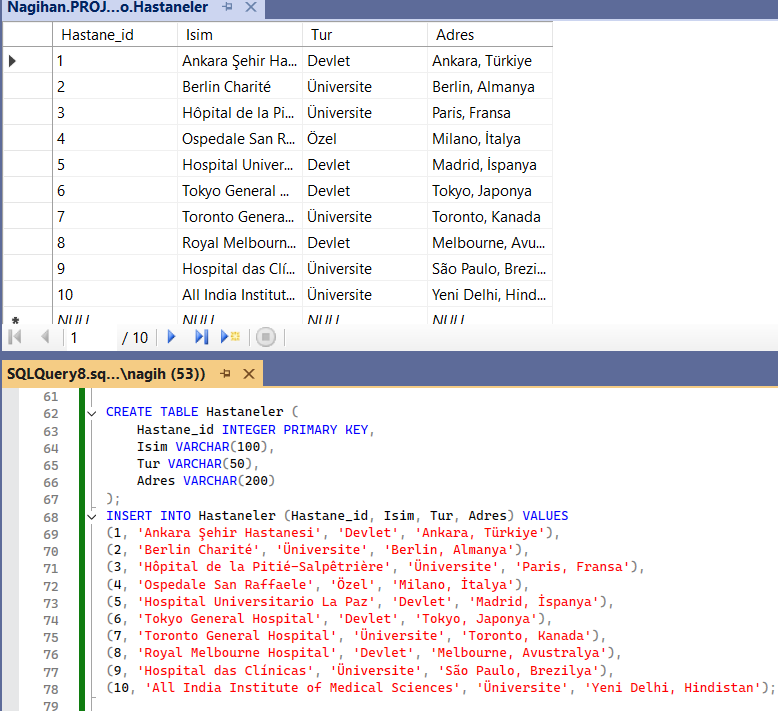 Nagihan.PROJ...o.Hastaneler
Hastane_id Isim Tur Adres
1 Ankara Şehir Ha... Devlet Ankara, Türkiye
2 Berlin Charité Üniversite Berlin, Almanya
3 Hôpital de la Pi... Üniversite Paris, Fransa
4 Ospedale San R... Özel Milano, İtalya
5 Hospital Univer... Devlet Madrid, İspanya
6 Tokyo General ... Devlet Tokyo, Japonya
7 Toronto Genera... Üniversite Toronto, Kanada
8 Royal Melbourn... Devlet Melbourne, Avu...
9 Hospital das Clí... Üniversite São Paulo, Brezi...
10 All India Institut... Üniversite Yeni Delhi, Hind...
NULL NULL NULL NULL
1 / 10
SQLQuery8.sq...\nagih (53))
61
62 CREATE TABLE Hastaneler (
63 Hastane_id INTEGER PRIMARY KEY,
64 Isim VARCHAR(100),
65 Tur VARCHAR(50),
66 Adres VARCHAR(200)
67 );
68 INSERT INTO Hastaneler (Hastane_id, Isim, Tur, Adres) VALUES
69 (1, 'Ankara Şehir Hastanesi', 'Devlet', 'Ankara, Türkiye'),
70 (2, 'Berlin Charité', 'Üniversite', 'Berlin, Almanya'),
71 (3, 'Hôpital de la Pitié-Salpêtrière', 'Üniversite', 'Paris, Fransa'),
72 (4, 'Ospedale San Raffaele', 'Özel', 'Milano, İtalya'),
73 (5, 'Hospital Universitario La Paz', 'Devlet', 'Madrid, İspanya'),
74 (6, 'Tokyo General Hospital', 'Devlet', 'Tokyo, Japonya'),
75 (7, 'Toronto General Hospital', 'Üniversite', 'Toronto, Kanada'),
76 (8, 'Royal Melbourne Hospital', 'Devlet', 'Melbourne, Avustralya'),
77 (9, 'Hospital das Clínicas', 'Üniversite', 'São Paulo, Brezilya'),
78 (10, 'All India Institute of Medical Sciences', 'Üniversite', 'Yeni Delhi, Hindistan');
79